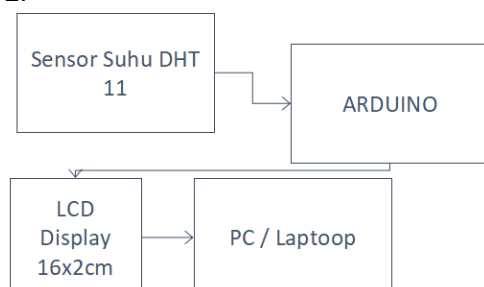 Sensor Suhu DHT
11
ARDUINO
LCD
Display
16x2cm
PC / Laptoop